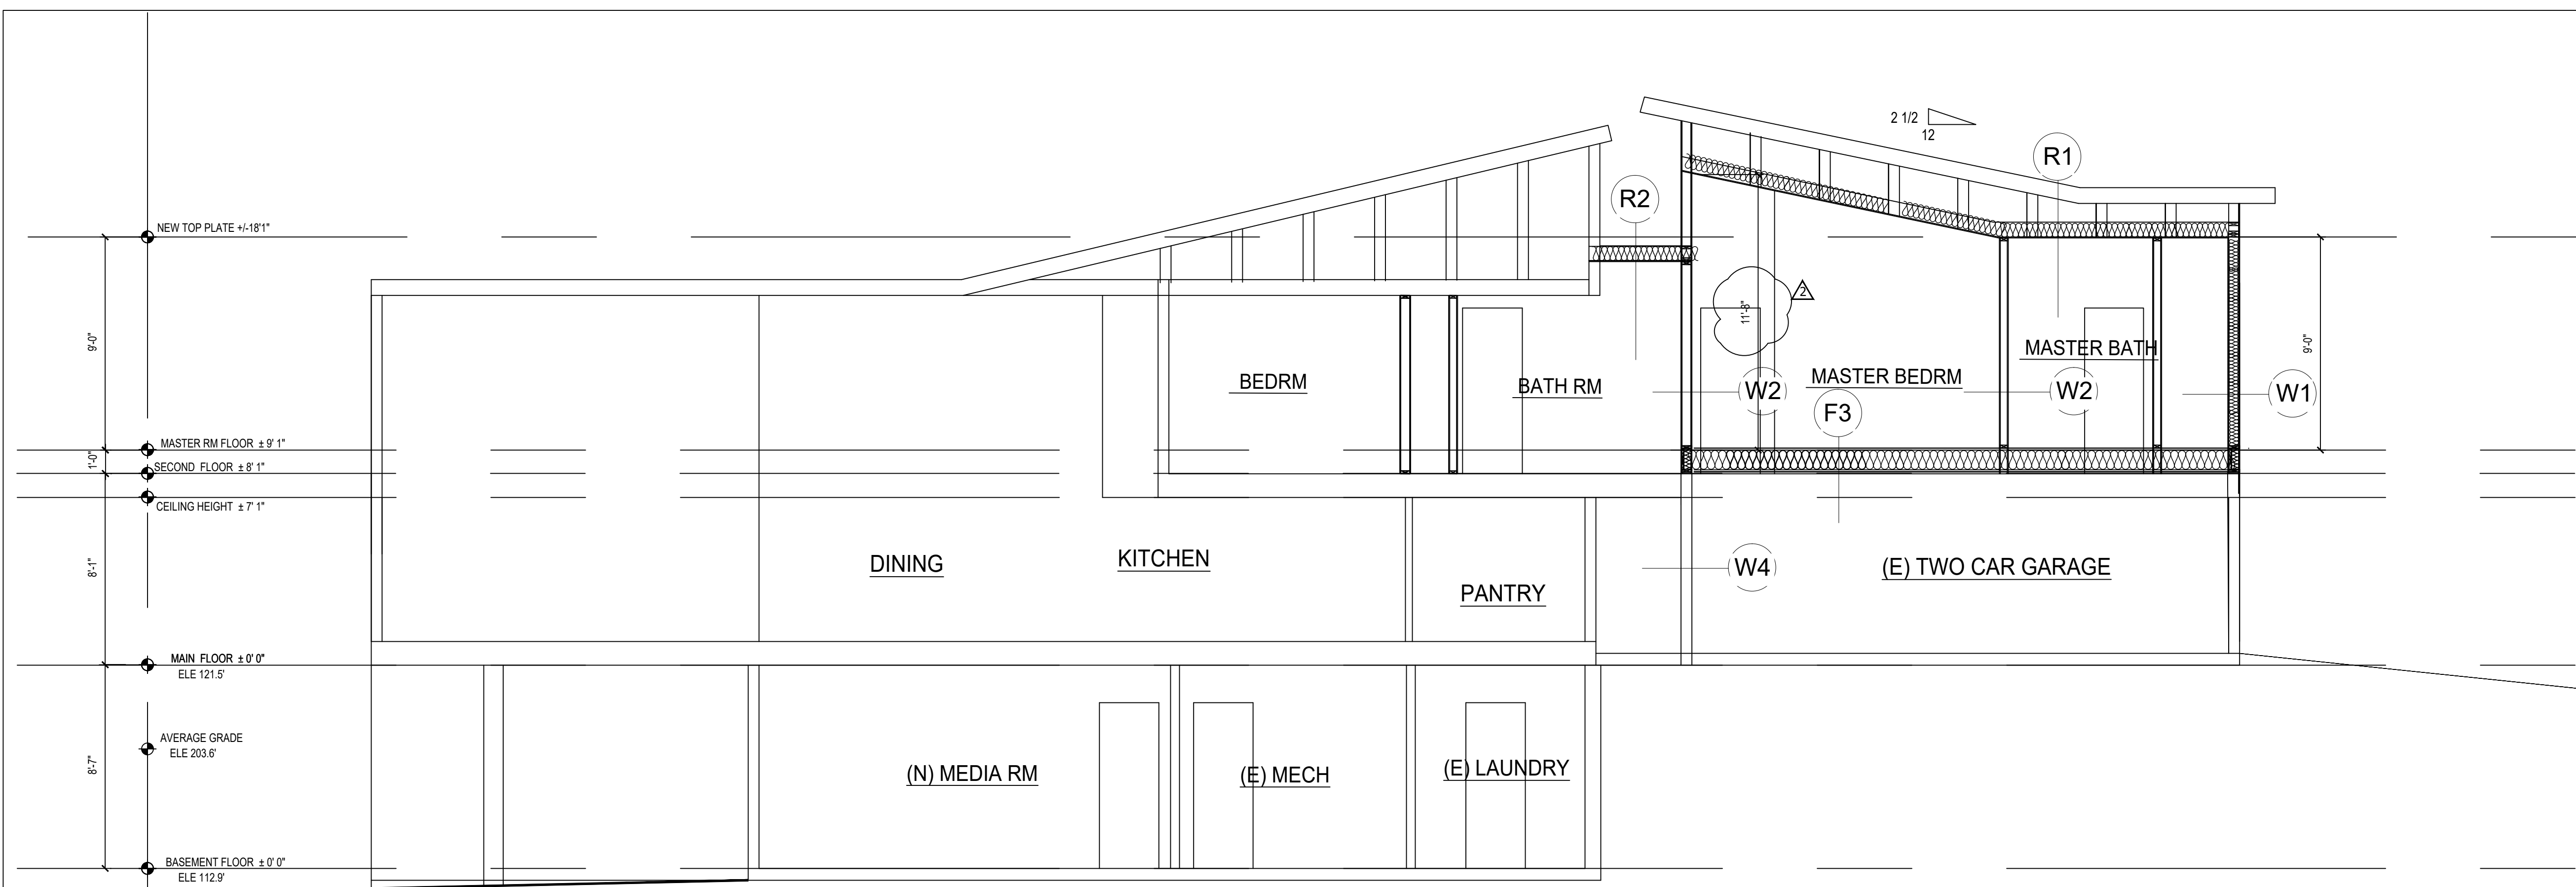 2 1/2
12
R1
R2
NEW TOP PLATE +/-18'1"
2
11'-8"
9'-0"
9'-0"
MASTER BATH
BEDRM
BATH RM
MASTER BEDRM
W2
W2
W1
F3
MASTER RM FLOOR ± 9' 1"
1'-0"
SECOND FLOOR ± 8' 1"
CEILING HEIGHT ± 7' 1"
8'-1"
DINING
KITCHEN
PANTRY
W4
(E) TWO CAR GARAGE
MAIN FLOOR ± 0' 0"
ELE 121.5'
AVERAGE GRADE
ELE 203.6'
8'-7"
(N) MEDIA RM
(E) MECH
(E) LAUNDRY
BASEMENT FLOOR ± 0' 0"
ELE 112.9'